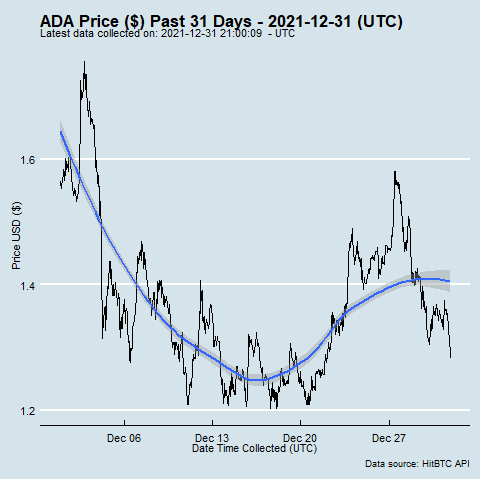 ADA Price ($) Past 31 Days - 2021-12-31 (UTC)
Latest data collected on: 2021-12-31 21:00:09 - UTC
Price USD ($)
1.6
1.4
1.2
Dec 06
Dec 13
Dec 20
Dec 27
Date Time Collected (UTC)
Data source: HitBTC API